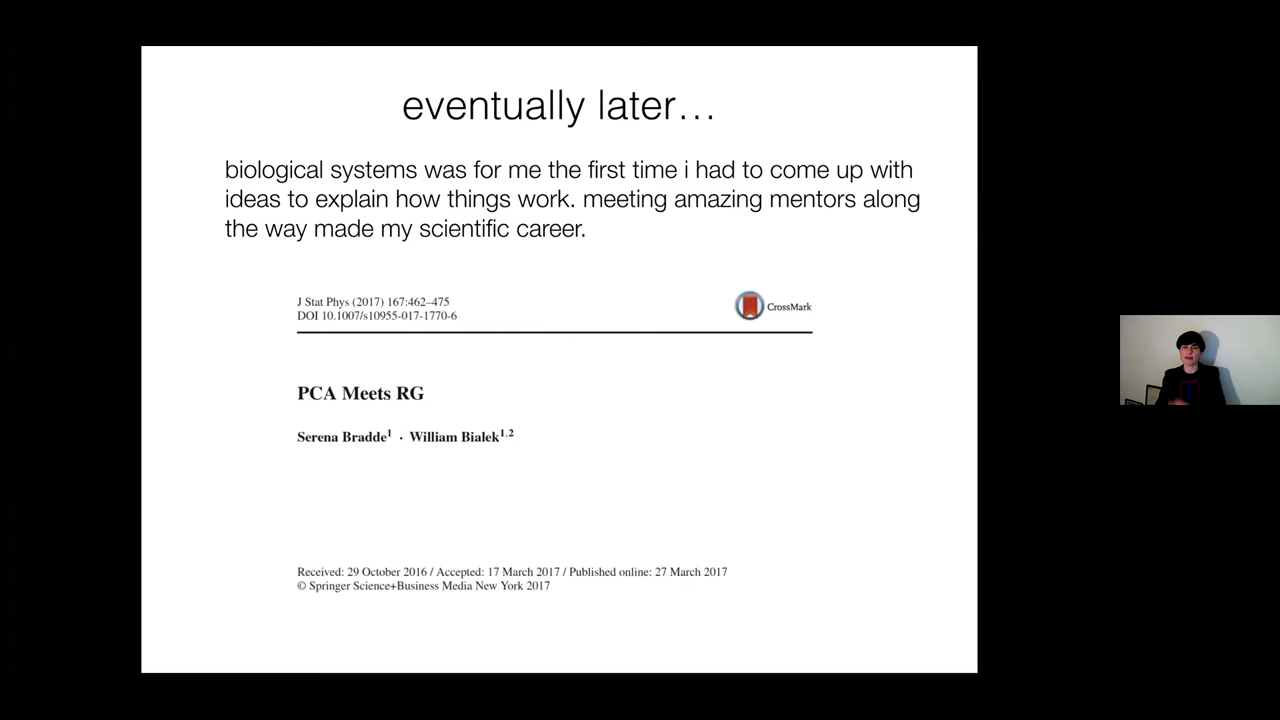 eventually later…
biological systems was for me the first time i had to come up with
ideas to explain how things work. meeting amazing mentors along
the way made my scientific career.
J Stat Phys (2017) 167:462–475
DOI 10.1007/s10955-017-1770-6
CrossMark
PCA Meets RG
Serena Bradde¹ · William Bialek¹,²
Received: 29 October 2016 / Accepted: 17 March 2017 / Published online: 27 March 2017
© Springer Science+Business Media New York 2017